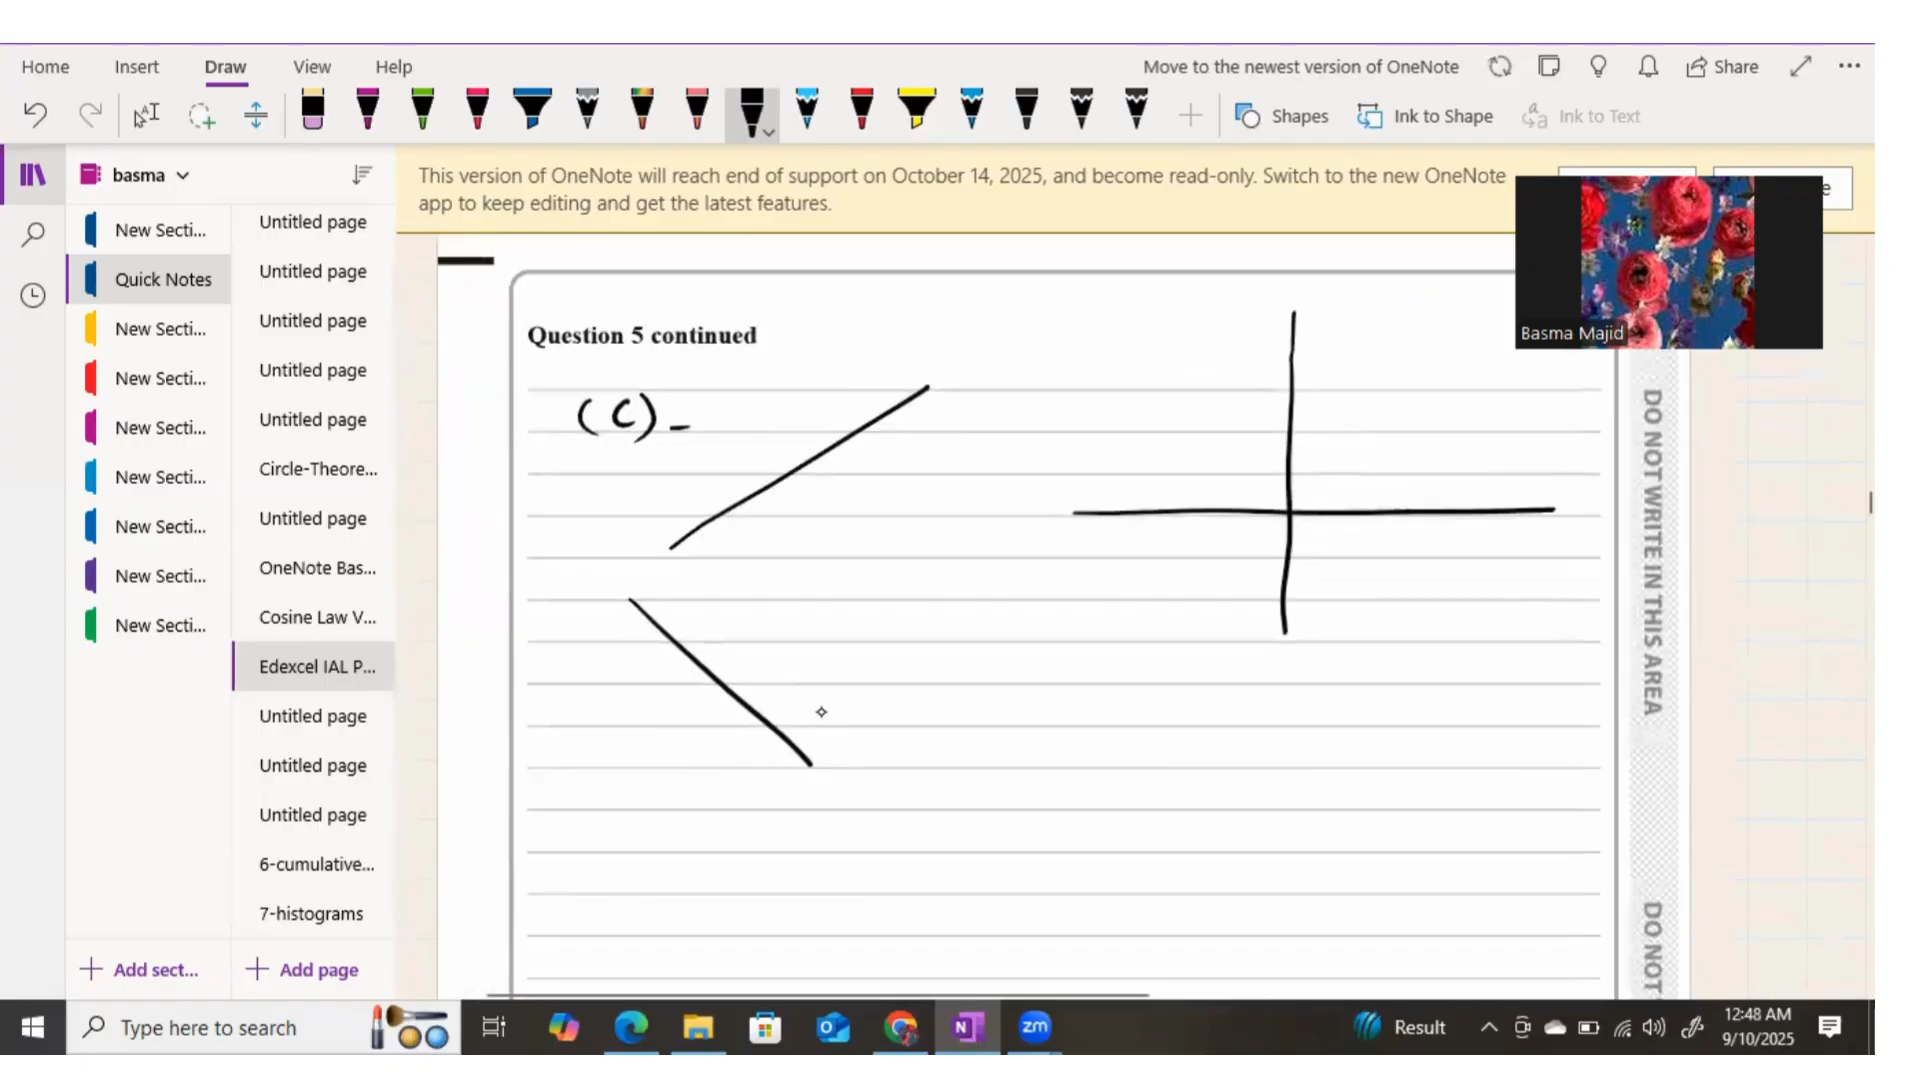 Home Insert Draw View Help Move to the newest version of OneNote Share
Shapes Ink to Shape Ink to Text
basma
This version of OneNote will reach end of support on October 14, 2025, and become read-only. Switch to the new OneNote
app to keep editing and get the latest features.
New Secti...
Quick Notes
New Secti...
New Secti...
New Secti...
New Secti...
New Secti...
New Secti...
New Secti...
Untitled page
Untitled page
Untitled page
Untitled page
Untitled page
Circle-Theore...
Untitled page
OneNote Bas...
Cosine Law V...
Edexcel IAL P...
Untitled page
Untitled page
Untitled page
6-cumulative...
7-histograms
Add sect...
Add page
Basma Majid
Question 5 continued
(C)-
DO NOT WRITE IN THIS AREA
DO NOT
Type here to search
N
zm
Result
12:48 AM
9/10/2025